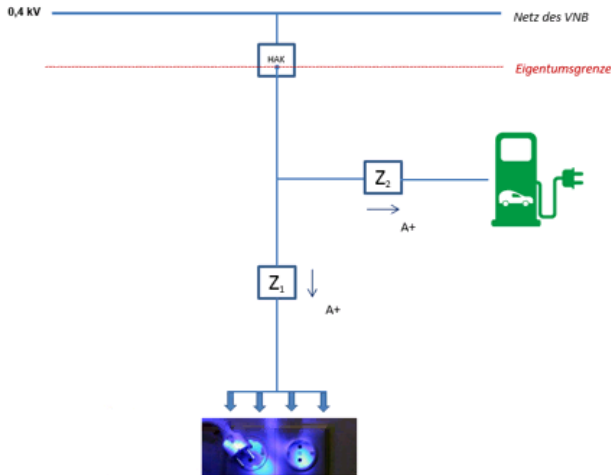 0,4 kV
Netz des VNB
HAK
Eigentumsgrenze
Z2
A+
Z1
A+